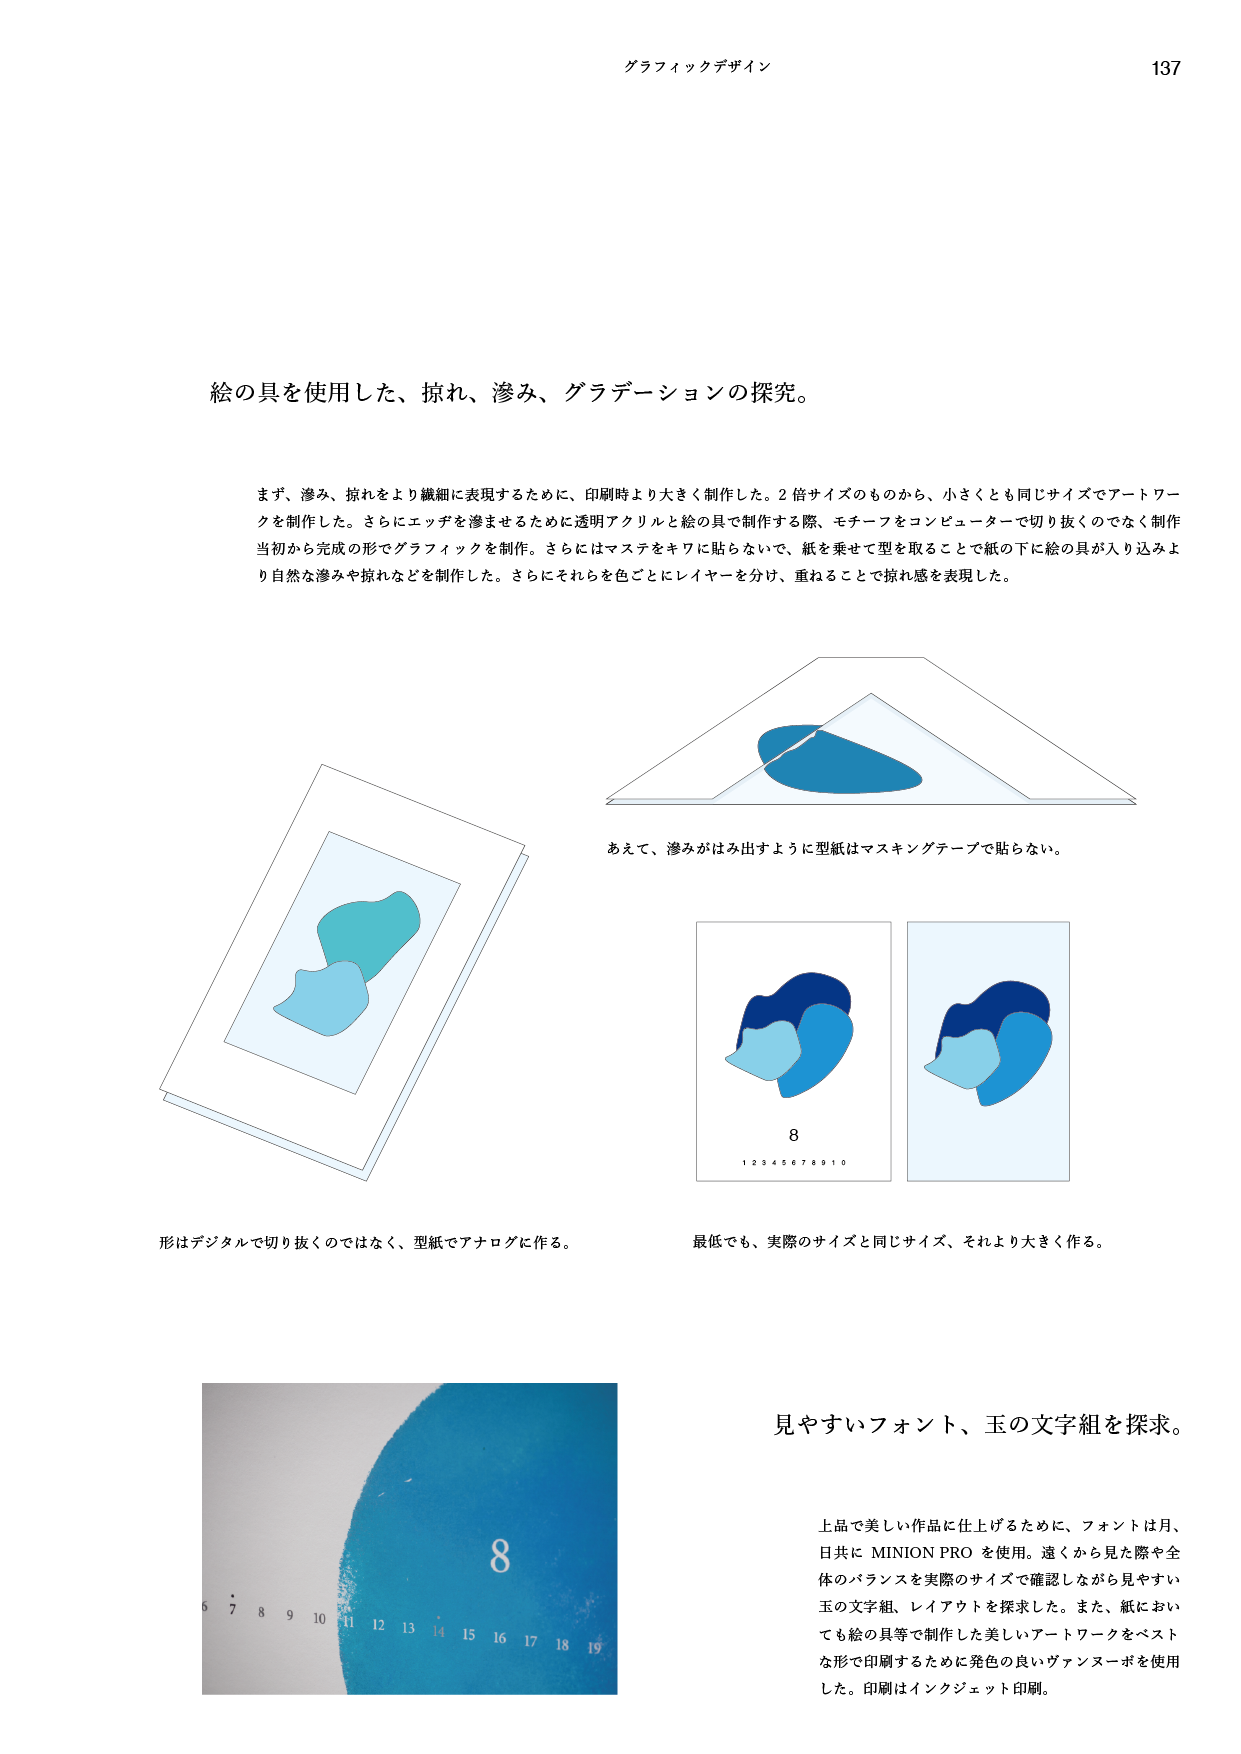 グラフィックデザイン
137
絵の具を使用した、掠れ、滲み、グラデーションの探究。
まず、滲み、掠れをより繊細に表現するために、印刷時より大きく制作した。2 倍サイズのものから、小さくとも同じサイズでアートワー
クを制作した。さらにエッヂを滲ませるために透明アクリルと絵の具で制作する際、モチーフをコンピューターで切り抜くのでなく制作
当初から完成の形でグラフィックを制作。さらにはマステをキワに貼らないで、紙を乗せて型を取ることで紙の下に絵の具が入り込みよ
り自然な滲みや掠れなどを制作した。さらにそれらを色ごとにレイヤーを分け、重ねることで掠れ感を表現した。
あえて、滲みがはみ出すように型紙はマスキングテープで貼らない。
8
1 2 3 4 5 6 7 8 9 1 0
形はデジタルで切り抜くのではなく、型紙でアナログに作る。
最低でも、実際のサイズと同じサイズ、それより大きく作る。
8
6 7 8 9 10 11 12 13 14 15 16 17 18 19
見やすいフォント、玉の文字組を探求。
上品で美しい作品に仕上げるために、フォントは月、
日共に MINION PRO を使用。遠くから見た際や全
体のバランスを実際のサイズで確認しながら見やすい
玉の文字組、レイアウトを探求した。また、紙におい
ても絵の具等で制作した美しいアートワークをベスト
な形で印刷するために発色の良いヴァンヌーボを使用
した。印刷はインクジェット印刷。